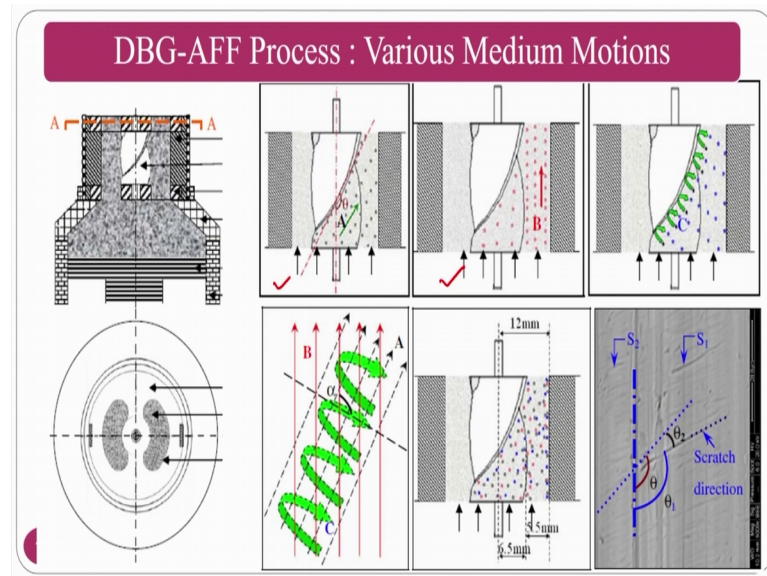 DBG-AFF Process : Various Medium Motions
A A
θ
A
B
C
B
A
α
C
12mm
5.5mm
6.5mm
S₂
S₁
θ₂
θ
θ₁
Scratch
direction